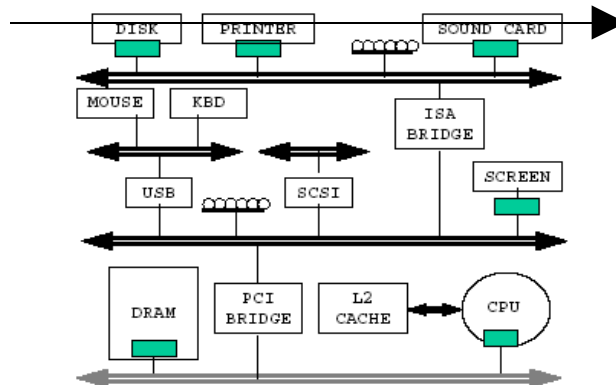 DISK
PRINTER
SOUND CARD
MOUSE
KBD
ISA
BRIDGE
USB
SCSI
SCREEN
DRAM
PCI
BRIDGE
L2
CACHE
CPU